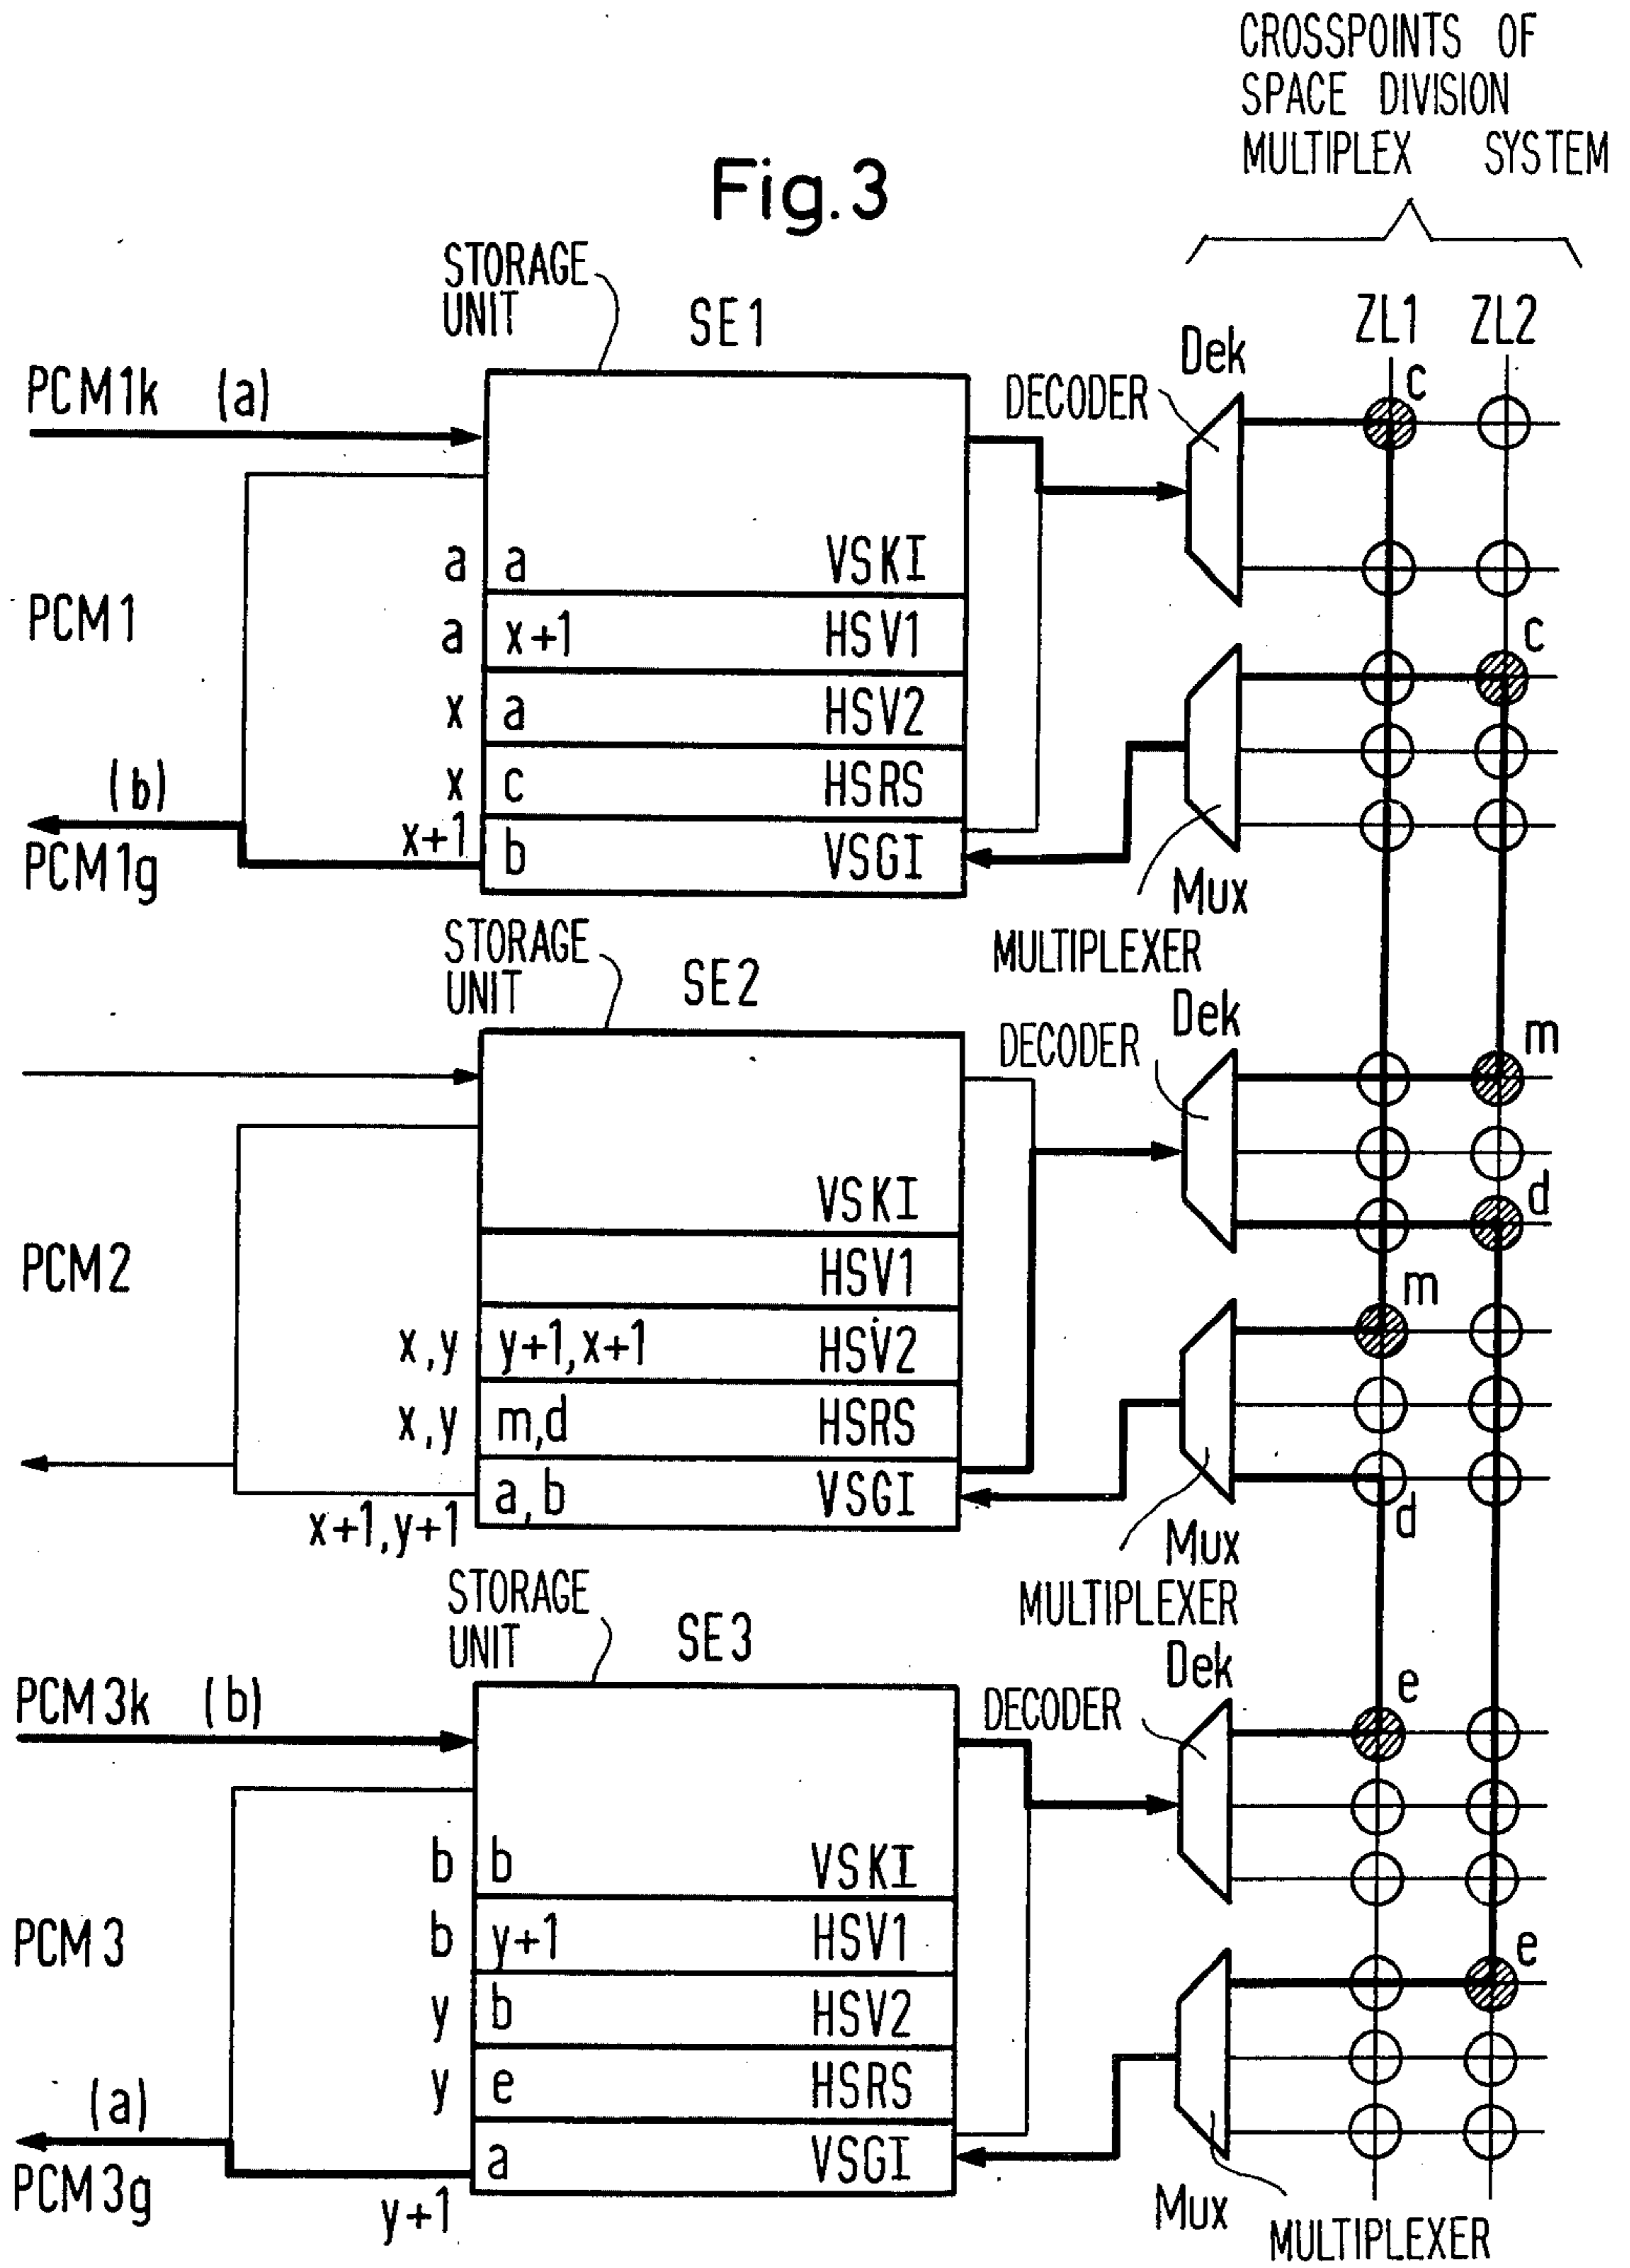 CROSSPOINTS OF
SPACE DIVISION
MULTIPLEX SYSTEM
Fig.3
STORAGE
UNIT
SE1
ZL1 ZL2
Dek
DECODER
c
PCM1k (a)
a a VSKI
PCM1
a x+1 HSV1
c
x a HSV2
(b)
x c HSRS
x+1 b VSGI
PCM1g
Mux
MULTIPLEXER
STORAGE
UNIT
SE2
Dek
DECODER
m
VSKI
d
PCM2
HSV1
m
x,y y+1,x+1 HSV2
x,y m,d HSRS
a,b VSGI
x+1,y+1
d
Mux
MULTIPLEXER
STORAGE
UNIT
SE3
Dek
DECODER
e
PCM3k (b)
b b VSKI
PCM3
b y+1 HSV1
e
y b HSV2
y e HSRS
(a)
a VSGI
PCM3g
y+1
Mux
MULTIPLEXER